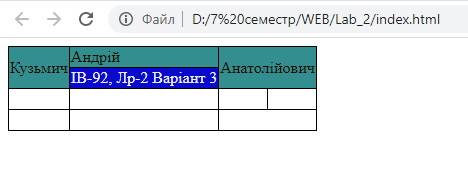 Файл D:/7%20семестр/WEB/Lab_2/index.html
Кузьмич Андрій Анатолійович
ІВ-92, Лр-2 Варіант 3